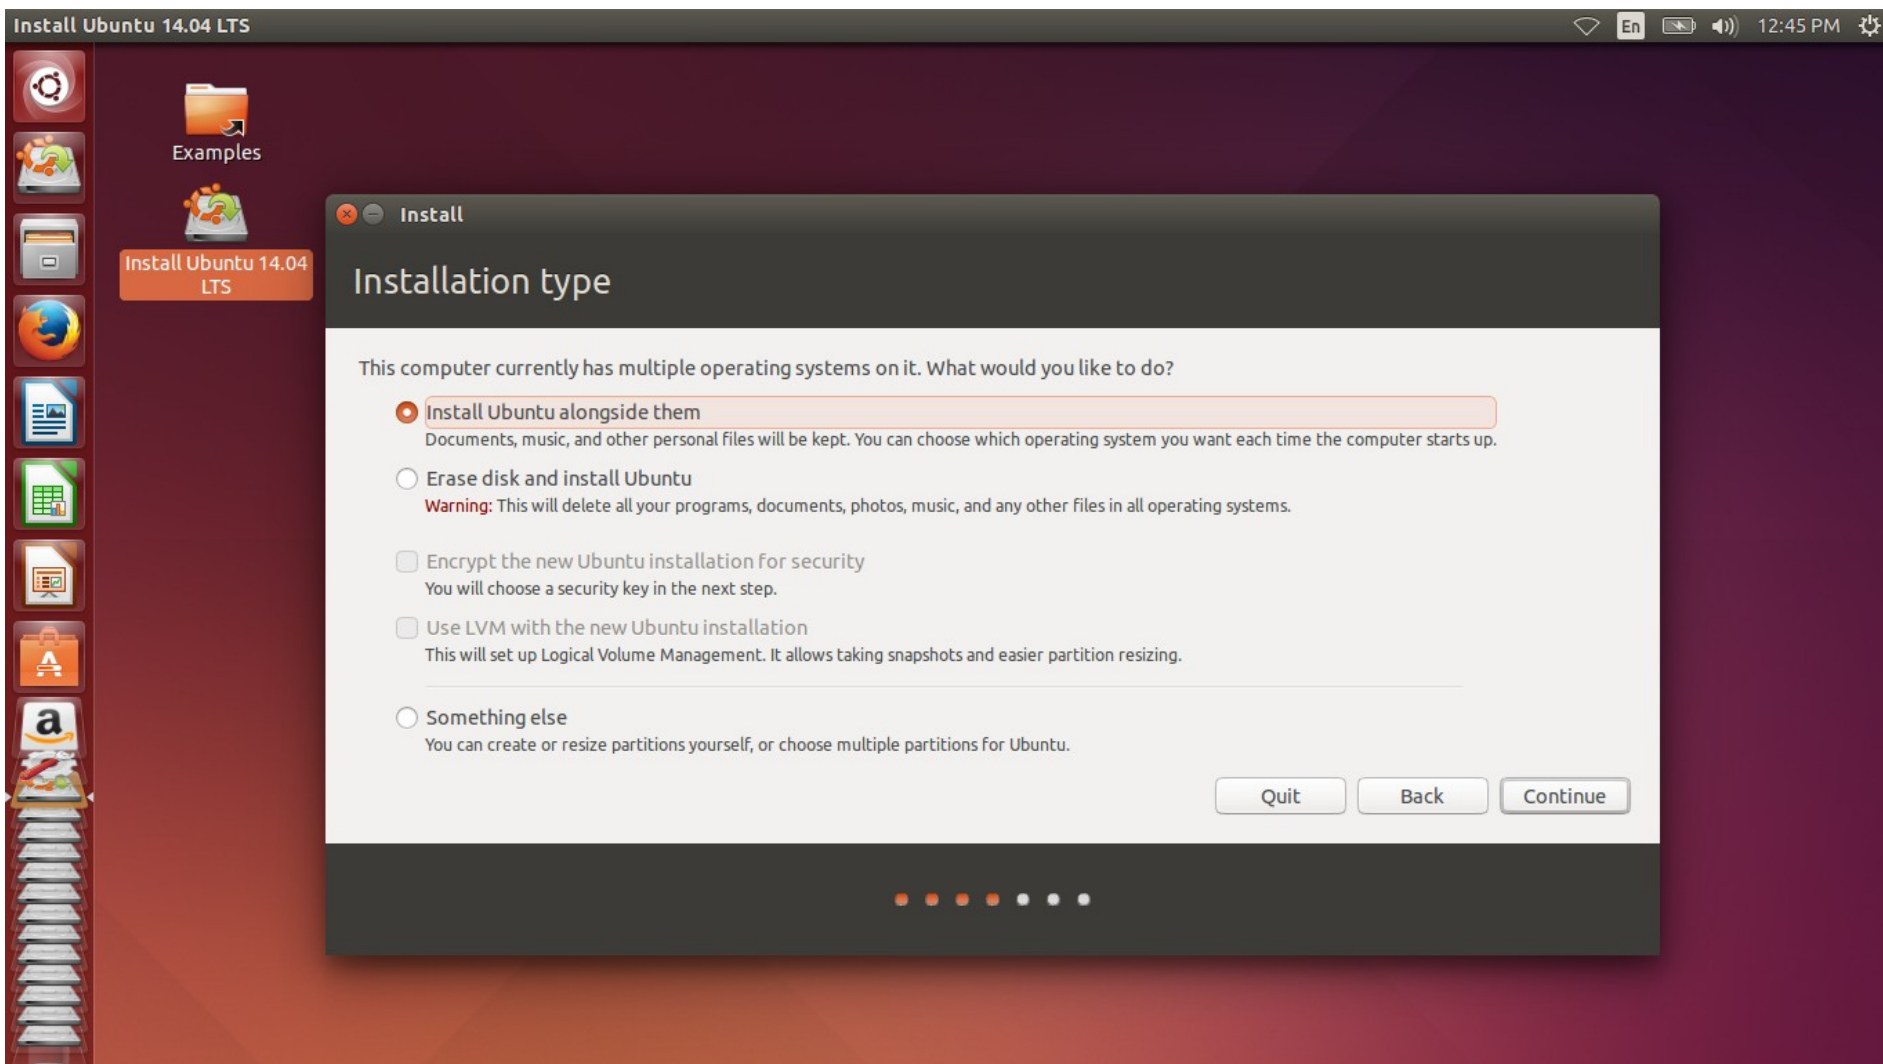 Install Ubuntu 14.04 LTS
En
12:45 PM
Examples
Install Ubuntu 14.04
LTS
Install
Installation type
This computer currently has multiple operating systems on it. What would you like to do?
Install Ubuntu alongside them
Documents, music, and other personal files will be kept. You can choose which operating system you want each time the computer starts up.
Erase disk and install Ubuntu
Warning: This will delete all your programs, documents, photos, music, and any other files in all operating systems.
Encrypt the new Ubuntu installation for security
You will choose a security key in the next step.
Use LVM with the new Ubuntu installation
This will set up Logical Volume Management. It allows taking snapshots and easier partition resizing.
Something else
You can create or resize partitions yourself, or choose multiple partitions for Ubuntu.
Quit
Back
Continue
A
a